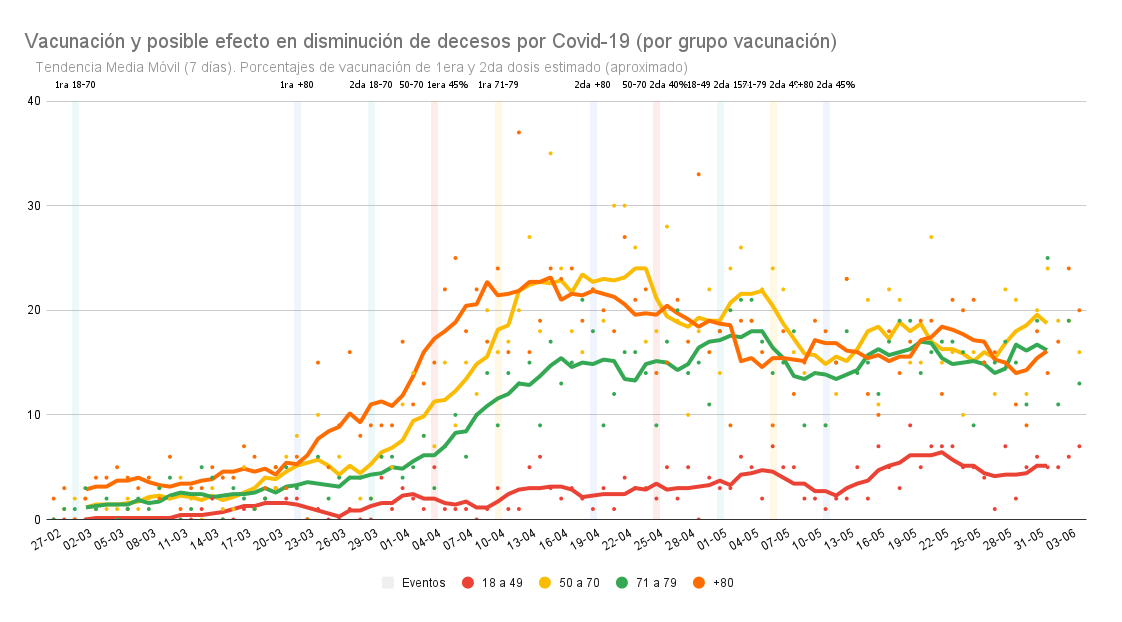 Vacunación y posible efecto en disminución de decesos por Covid-19 (por grupo vacunación)
Tendencia Media Móvil (7 días). Porcentajes de vacunación de 1era y 2da dosis estimado (aproximado)
1ra 18-70 1ra +80 2da 18-70 50-70 1era 45% 1ra 71-79 2da +80 50-70 2da 40% 18-49 2da 15% 71-79 2da 4% +80 2da 45%
40
30
20
10
0
27-02 02-03 05-03 08-03 11-03 14-03 17-03 20-03 23-03 26-03 29-03 01-04 04-04 07-04 10-04 13-04 16-04 19-04 22-04 25-04 28-04 01-05 04-05 07-05 10-05 13-05 16-05 19-05 22-05 25-05 28-05 31-05 03-06
Eventos 18 a 49 50 a 70 71 a 79 +80